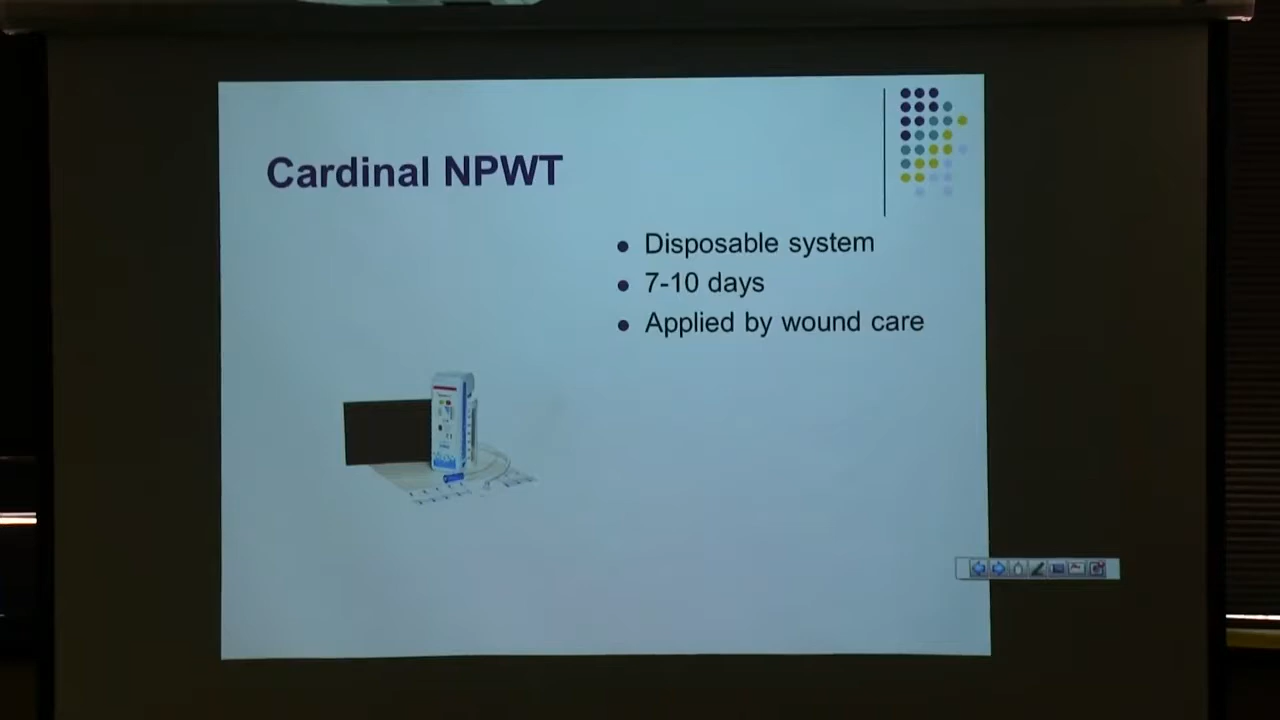 Cardinal NPWT
Disposable system
7-10 days
Applied by wound care